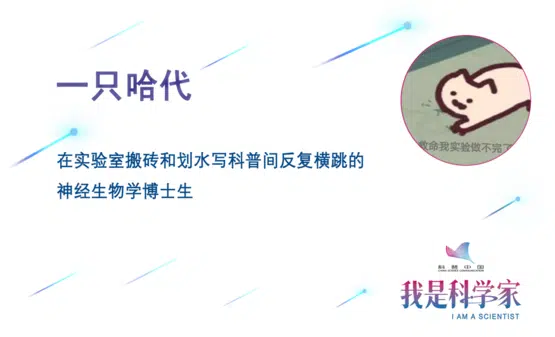 一只哈代
在实验室搬砖和划水写科普间反复横跳的
神经生物学博士生
救命我实验做不完了
科普中国
我是科学家
I AM A SCIENTIST